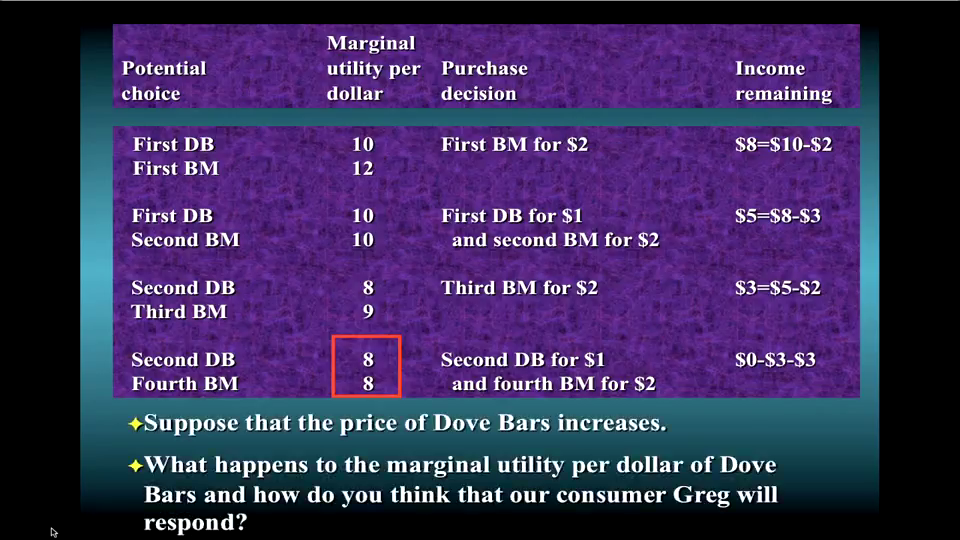 Potential choice Marginal utility per dollar Purchase decision Income remaining
First DB 10 First BM for $2 $8=$10-$2
First BM 12
First DB 10 First DB for $1 $5=$8-$3
Second BM 10 and second BM for $2
Second DB 8 Third BM for $2 $3=$5-$2
Third BM 9
Second DB 8 Second DB for $1 $0-$3-$3
Fourth BM 8 and fourth BM for $2
Suppose that the price of Dove Bars increases.
What happens to the marginal utility per dollar of Dove
Bars and how do you think that our consumer Greg will
respond?